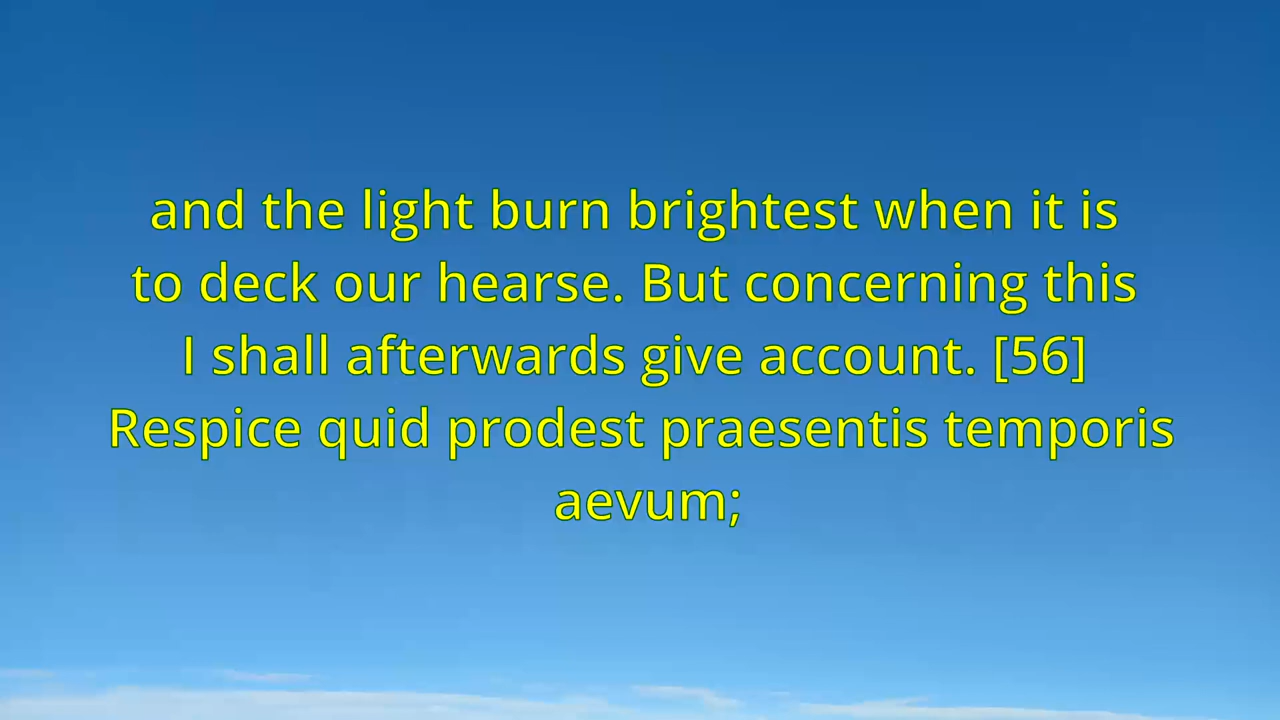 and the light burn brightest when it is
to deck our hearse. But concerning this
I shall afterwards give account. [56]
Respice quid prodest praesentis temporis
aevum;